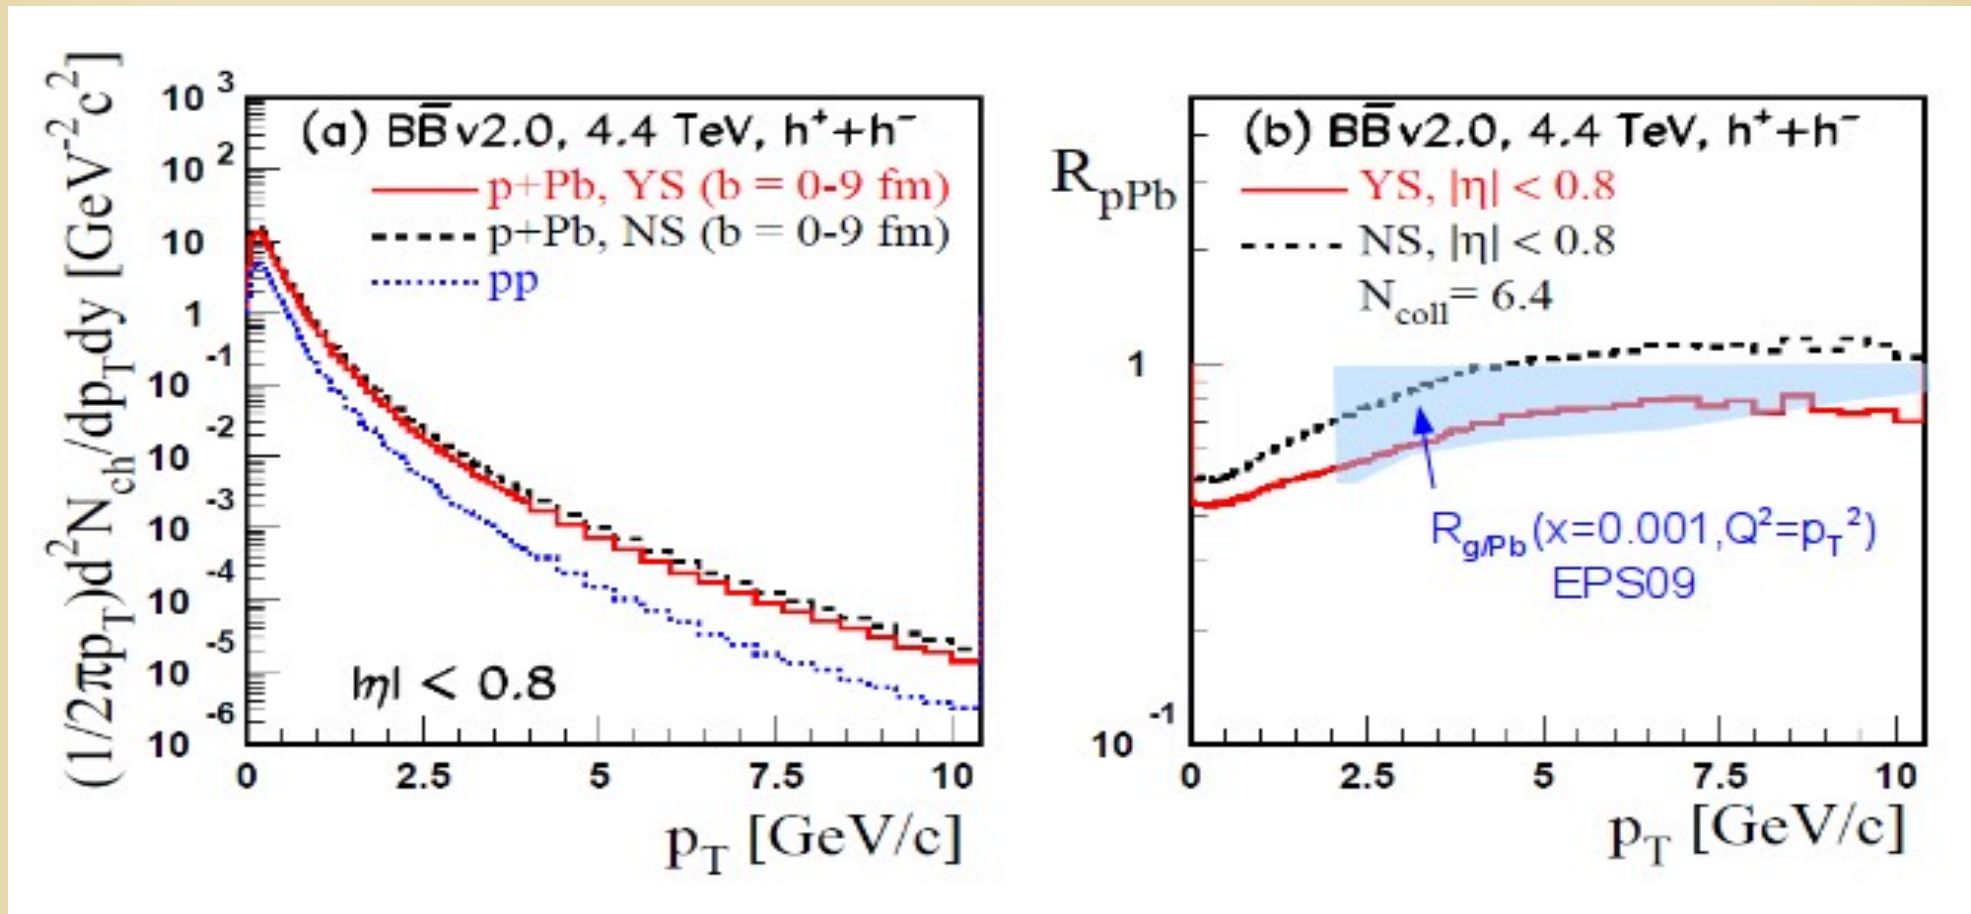 (1/2πp_T)d²N_ch/dp_Tdy [GeV⁻²c²]
10³
10²
10
1
10⁻¹
10⁻²
10⁻³
10⁻⁴
10⁻⁵
10⁻⁶
(a) BB̅ v2.0, 4.4 TeV, h⁺+h⁻
p+Pb, YS (b = 0-9 fm)
p+Pb, NS (b = 0-9 fm)
pp
|η| < 0.8
0 2.5 5 7.5 10
p_T [GeV/c]
R_pPb
1
10⁻¹
(b) BB̅ v2.0, 4.4 TeV, h⁺+h⁻
YS, |η| < 0.8
NS, |η| < 0.8
N_coll= 6.4
R_g/Pb(x=0.001,Q²=p_T²)
EPS09
0 2.5 5 7.5 10
p_T [GeV/c]